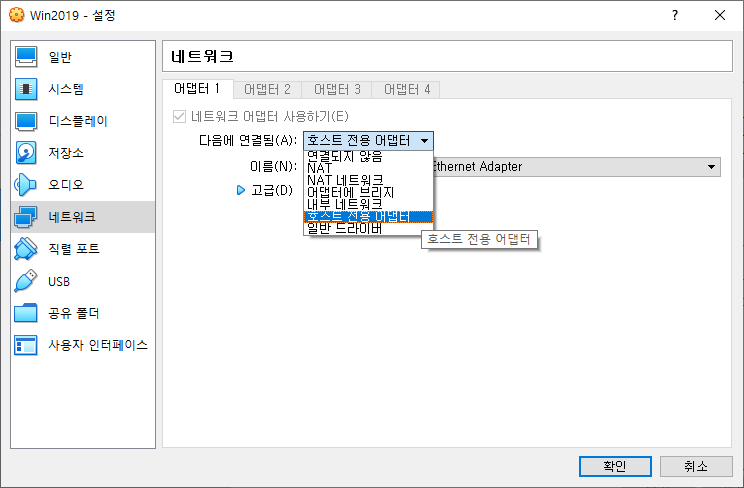 Win2019 - 설정
?
일반
시스템
디스플레이
저장소
오디오
네트워크
직렬 포트
USB
공유 폴더
사용자 인터페이스
네트워크
어댑터 1 어댑터 2 어댑터 3 어댑터 4
네트워크 어댑터 사용하기(E)
다음에 연결됨(A): 호스트 전용 어댑터
연결되지 않음
이름(N): Ethernet Adapter
NAT
NAT 네트워크
고급(D)
어댑터에 브리지
내부 네트워크
호스트 전용 어댑터
일반 드라이버
호스트 전용 어댑터
확인 취소